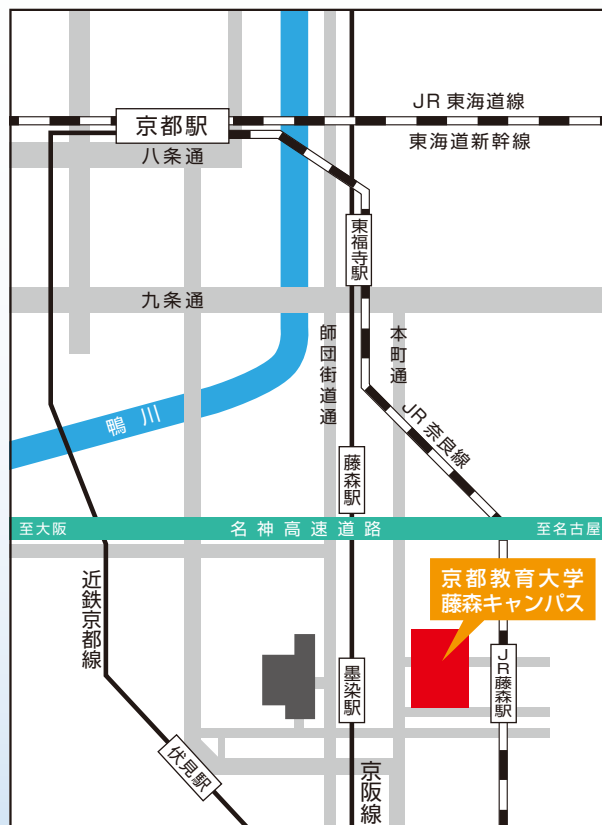 JR 東海道線
京都駅
東海道新幹線
八条通
東福寺駅
九条通
師団街道通
本町通
鴨川
JR 奈良線
藤森駅
至大阪
名神高速道路
至名古屋
京都教育大学
藤森キャンパス
近鉄京都線
墨染駅
JR藤森駅
伏見駅
京阪線